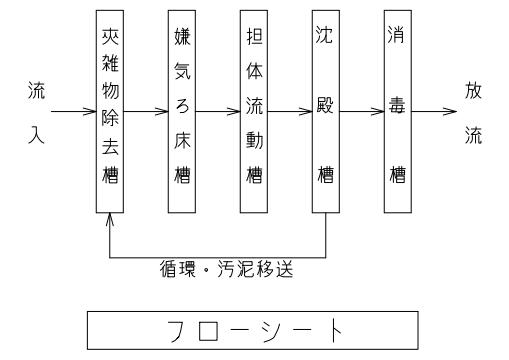 流入
夾雑物除去槽
嫌気ろ床槽
担体流動槽
沈殿槽
消毒槽
放流
循環・汚泥移送
フローシート